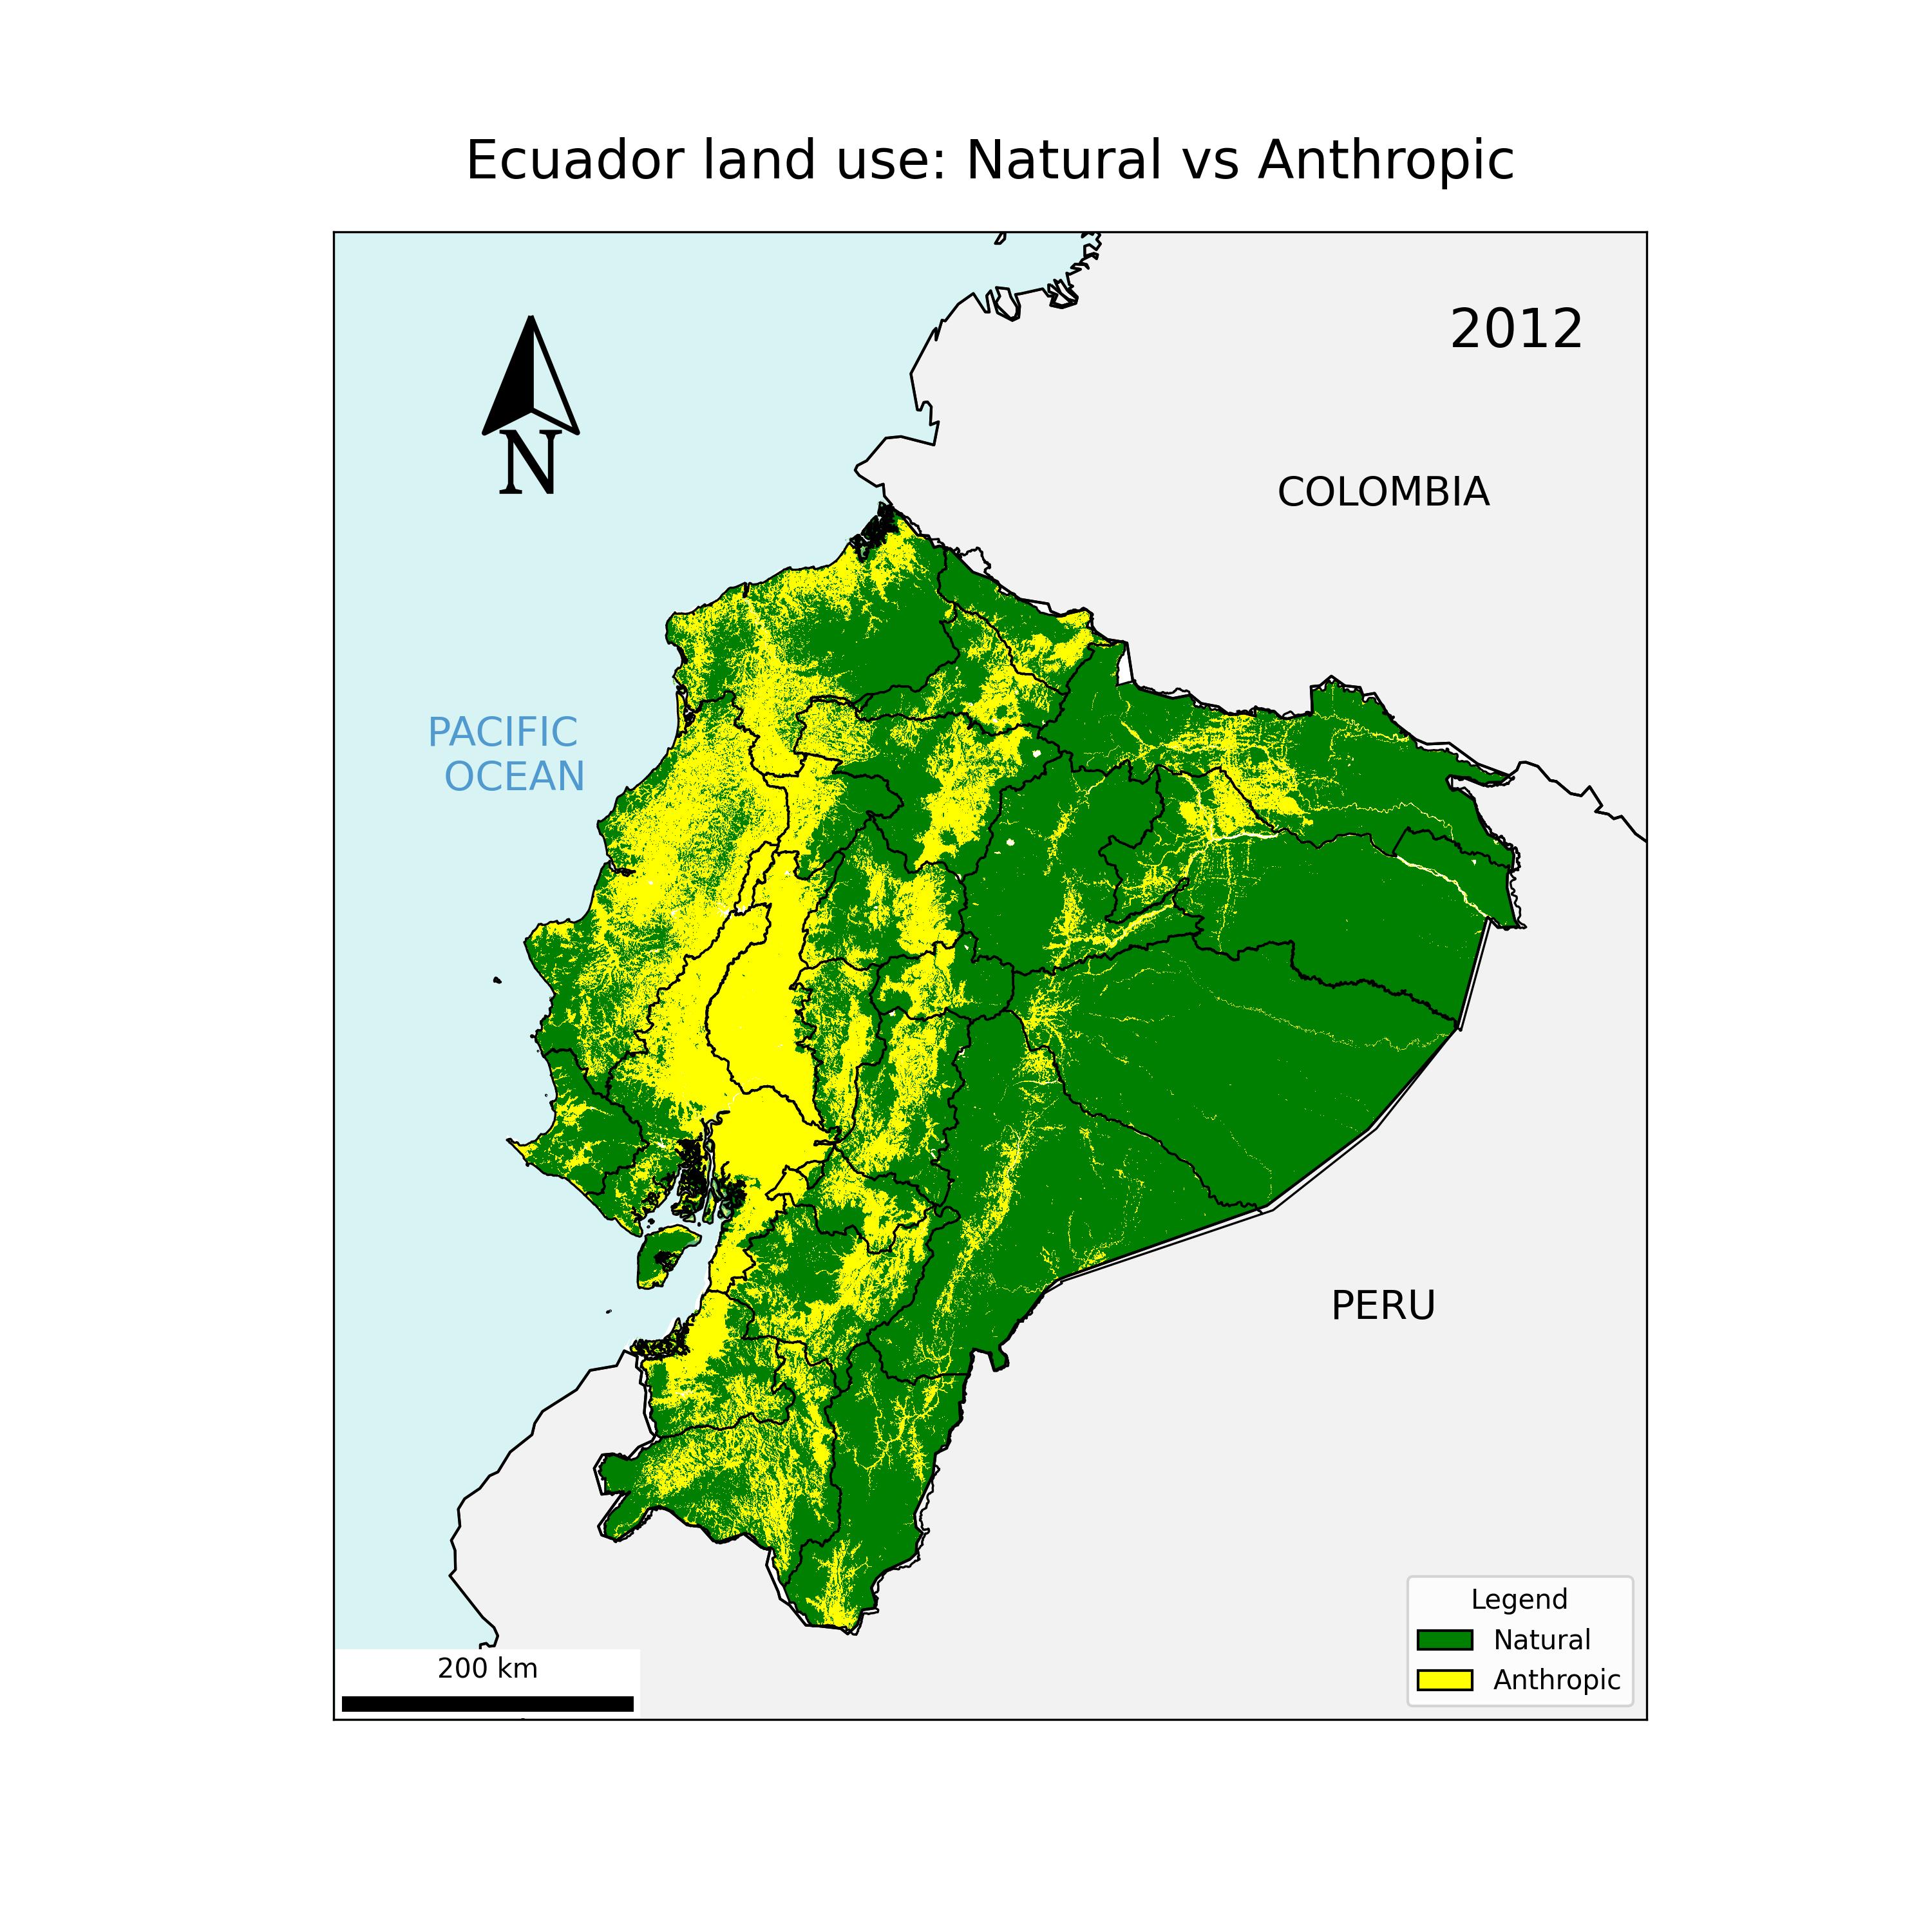 Ecuador land use: Natural vs Anthropic
2012
N
COLOMBIA
PACIFIC
OCEAN
PERU
Legend
Natural
Anthropic
200 km